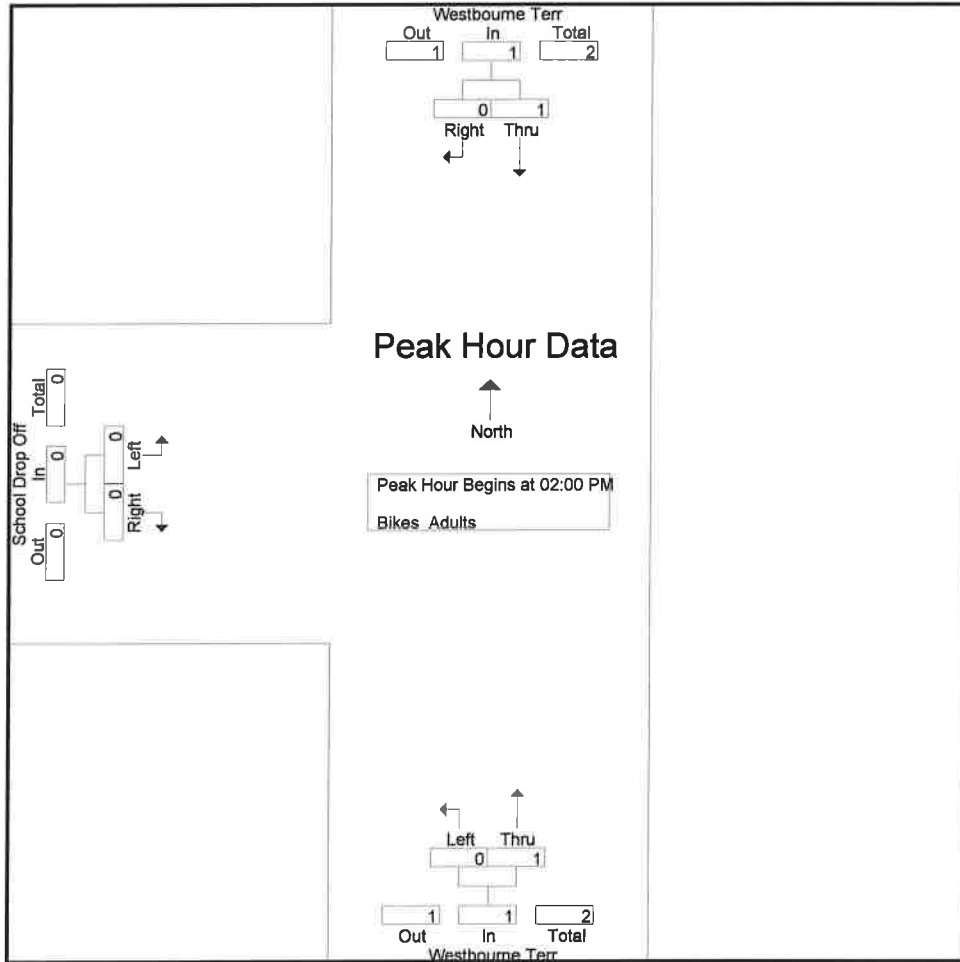 Westbourne Terr
Out In Total
1 1 2
0 1
Right Thru
Peak Hour Data
North
Peak Hour Begins at 02:00 PM
Bikes Adults
School Drop Off
Out In Total
0 0 0
0 0
Right Left
Left Thru
0 1
1 1 2
Out In Total
Westbourne Terr